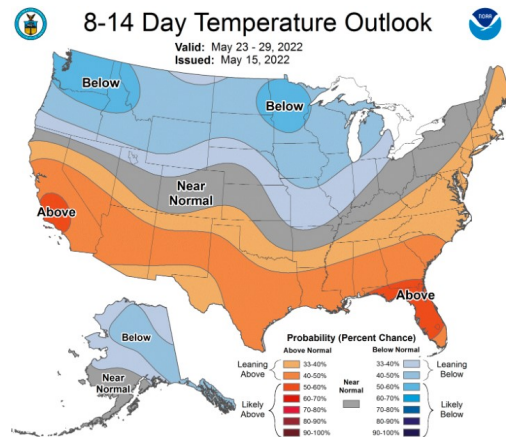 8-14 Day Temperature Outlook
Valid: May 23 - 29, 2022
Issued: May 15, 2022
NOAA
Below
Below
Near
Normal
Above
Above
Below
Near
Normal
Probability (Percent Chance)
Above Normal
Below Normal
Leaning
Above
33-40%
40-50%
50-60%
Likely
Above
60-70%
70-80%
80-90%
90-100%
Near
Normal
33-40%
40-50%
50-60%
Leaning
Below
60-70%
70-80%
80-90%
90-100%
Likely
Below